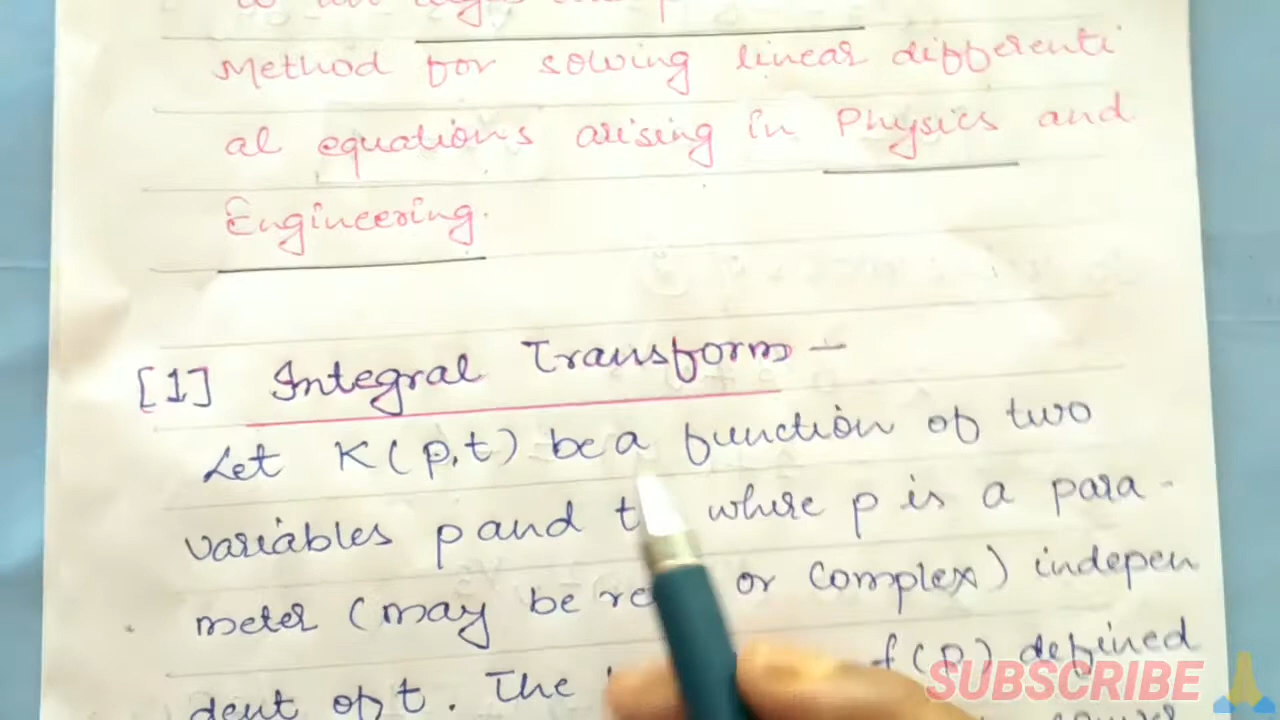 Method for solving linear differenti
al equations arising in Physics and
Engineering.
[1] Integral Transform -
Let K(p,t) be a function of two
variables p and t where p is a para-
meter (may be re or complex) indepen
dent of t. The f(p) defined
SUBSCRIBE